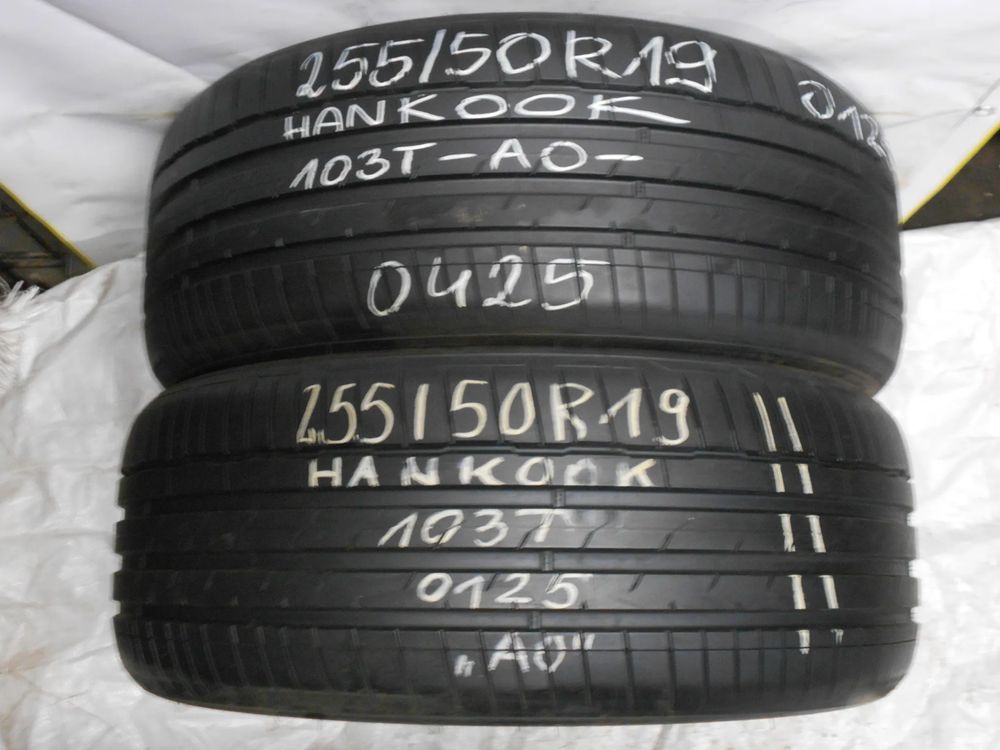 255/50R19
HANKOOK
103T-AO-
0425
255/50R19
HANKOOK
103T
0125
„AO"